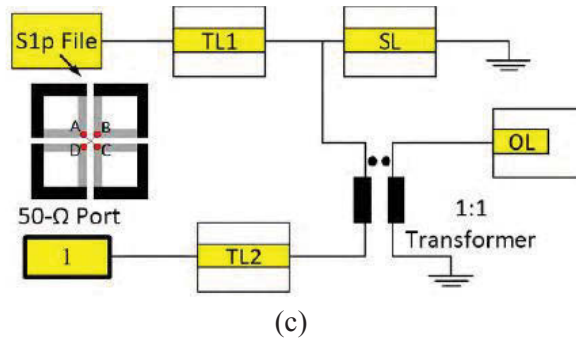 S1p File
TL1
SL
A B
D C
OL
50-Ω Port
1:1
Transformer
1
TL2
(c)